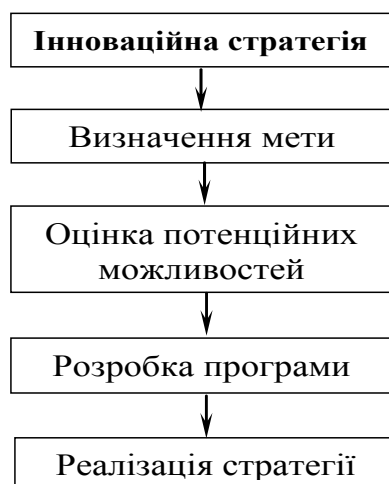 Інноваційна стратегія
Визначення мети
Оцінка потенційних
можливостей
Розробка програми
Реалізація стратегії